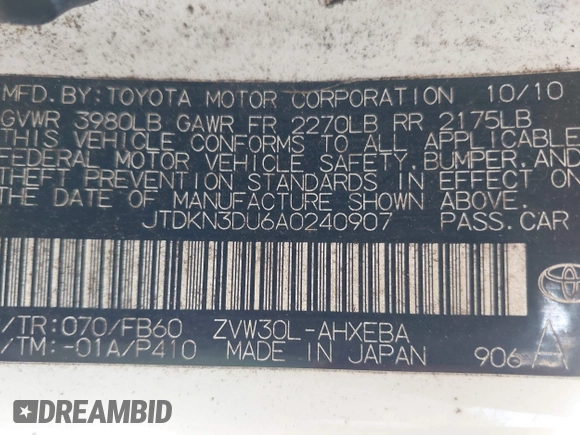 MFD. BY: TOYOTA MOTOR CORPORATION 10/10
GVWR 3980LB GAWR FR 2270LB RR 2175LB
THIS VEHICLE CONFORMS TO ALL APPLICABLE
FEDERAL MOTOR VEHICLE SAFETY, BUMPER, AND
THEFT PREVENTION STANDARDS IN EFFECT ON
THE DATE OF MANUFACTURE SHOWN ABOVE.
JTDKN3DU6A0240907 PASS. CAR
/TR: 070/FB60 ZVW30L-AHXEBA
/TM: -01A/P410 MADE IN JAPAN 906 A
DREAMBID